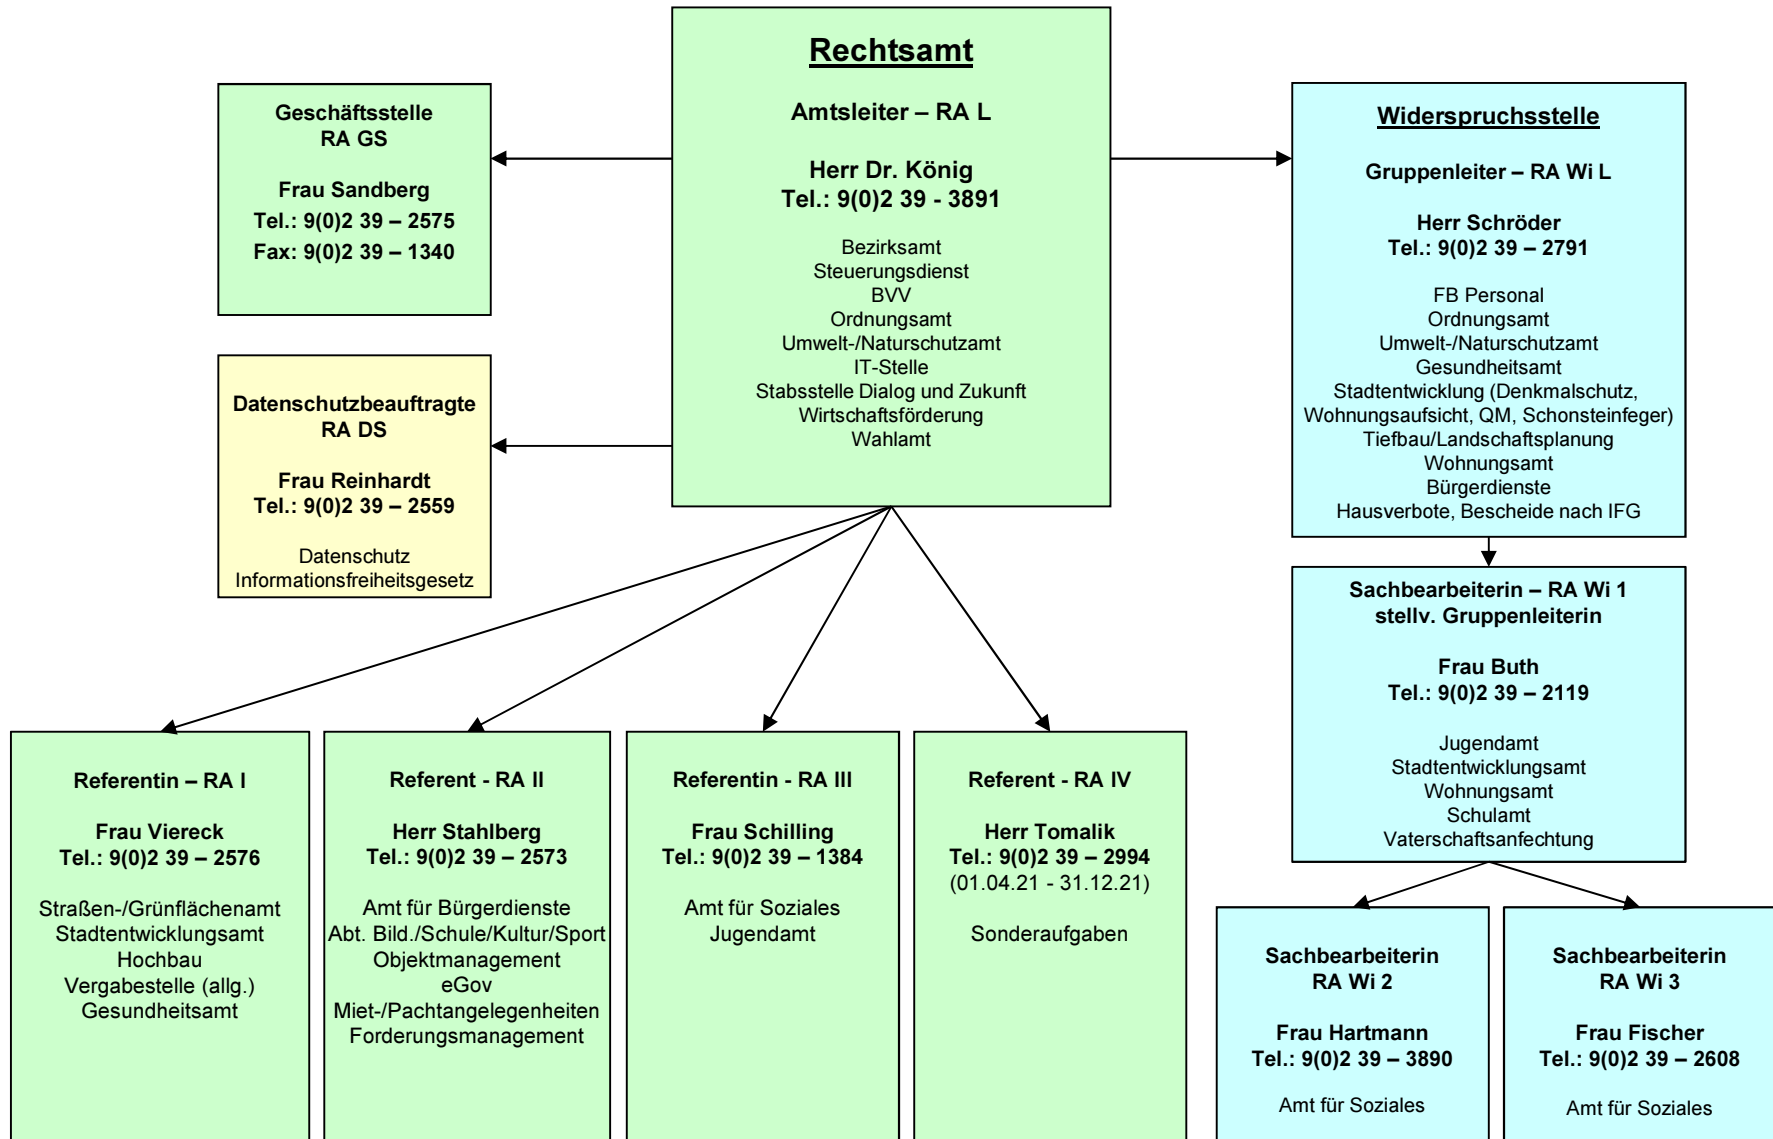 Rechtsamt
Amtsleiter – RA L
Herr Dr. König
Tel.: 9(0)2 39 - 3891
Bezirksamt
Steuerungsdienst
BVV
Ordnungsamt
Umwelt-/Naturschutzamt
IT-Stelle
Stabsstelle Dialog und Zukunft
Wirtschaftsförderung
Wahlamt
Geschäftsstelle
RA GS
Frau Sandberg
Tel.: 9(0)2 39 – 2575
Fax: 9(0)2 39 – 1340
Datenschutzbeauftragte
RA DS
Frau Reinhardt
Tel.: 9(0)2 39 – 2559
Datenschutz
Informationsfreiheitsgesetz
Widerspruchsstelle
Gruppenleiter – RA Wi L
Herr Schröder
Tel.: 9(0)2 39 – 2791
FB Personal
Ordnungsamt
Umwelt-/Naturschutzamt
Gesundheitsamt
Stadtentwicklung (Denkmalschutz,
Wohnungsaufsicht, QM, Schonsteinfeger)
Tiefbau/Landschaftsplanung
Wohnungsamt
Bürgerdienste
Hausverbote, Bescheide nach IFG
Sachbearbeiterin – RA Wi 1
stellv. Gruppenleiterin
Frau Buth
Tel.: 9(0)2 39 – 2119
Jugendamt
Stadtentwicklungsamt
Wohnungsamt
Schulamt
Vaterschaftsanfechtung
Referentin – RA I
Frau Viereck
Tel.: 9(0)2 39 – 2576
Straßen-/Grünflächenamt
Stadtentwicklungsamt
Hochbau
Vergabestelle (allg.)
Gesundheitsamt
Referent - RA II
Herr Stahlberg
Tel.: 9(0)2 39 – 2573
Amt für Bürgerdienste
Abt. Bild./Schule/Kultur/Sport
Objektmanagement
eGov
Miet-/Pachtangelegenheiten
Forderungsmanagement
Referentin - RA III
Frau Schilling
Tel.: 9(0)2 39 – 1384
Amt für Soziales
Jugendamt
Referent - RA IV
Herr Tomalik
Tel.: 9(0)2 39 – 2994
(01.04.21 - 31.12.21)
Sonderaufgaben
Sachbearbeiterin
RA Wi 2
Frau Hartmann
Tel.: 9(0)2 39 – 3890
Amt für Soziales
Sachbearbeiterin
RA Wi 3
Frau Fischer
Tel.: 9(0)2 39 – 2608
Amt für Soziales